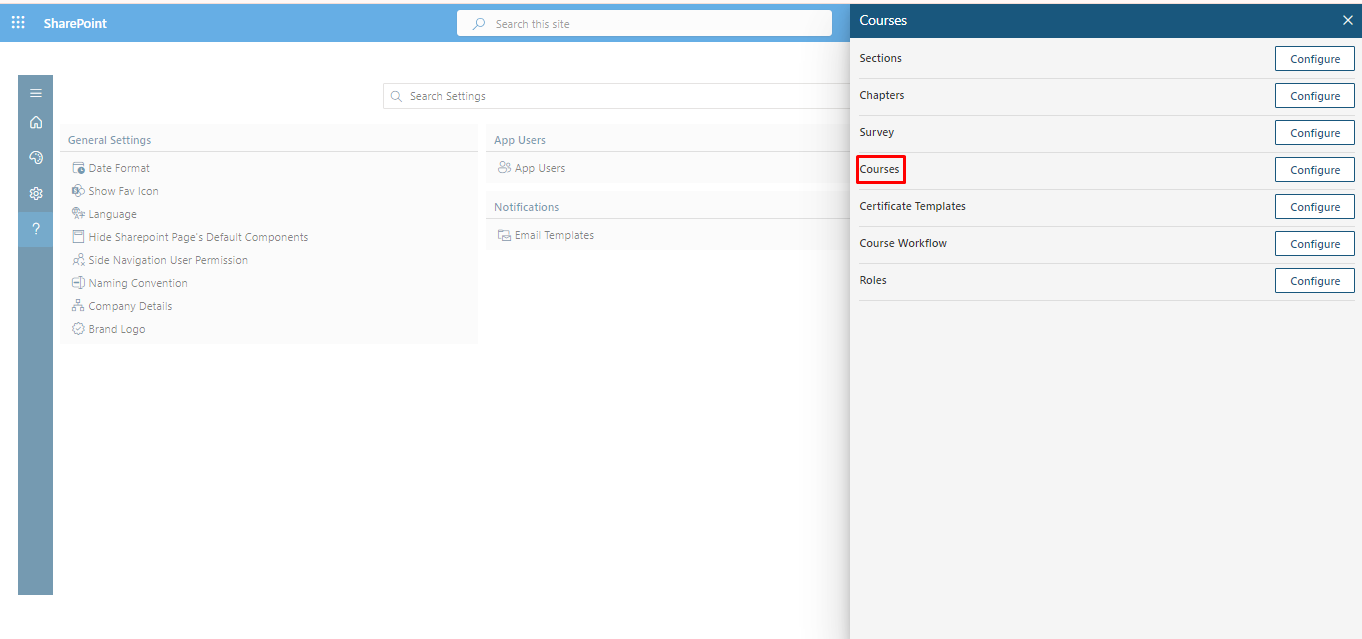 SharePoint
Search this site
Search Settings
General Settings
Date Format
Show Fav Icon
Language
Hide Sharepoint Page's Default Components
Side Navigation User Permission
Naming Convention
Company Details
Brand Logo
App Users
App Users
Notifications
Email Templates
Courses
Sections Configure
Chapters Configure
Survey Configure
Courses Configure
Certificate Templates Configure
Course Workflow Configure
Roles Configure